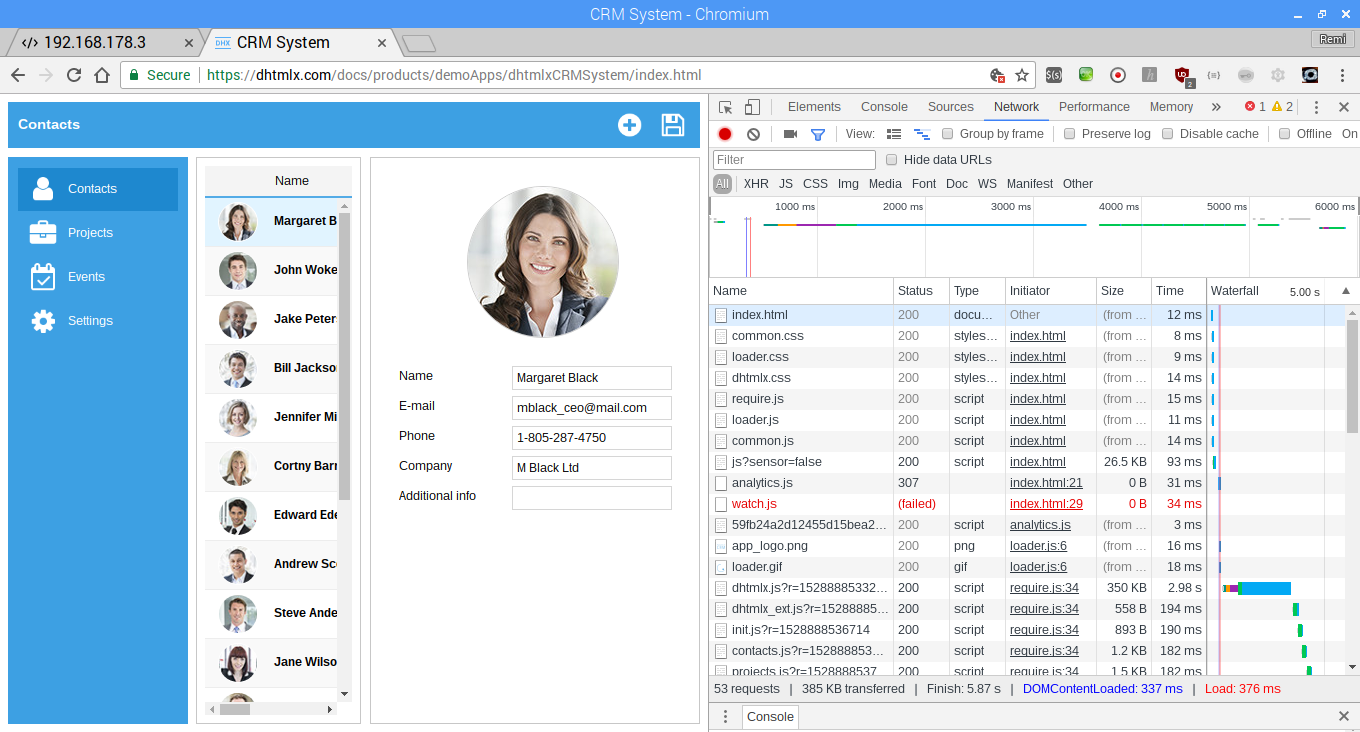 CRM System - Chromium
192.168.178.3
DHX CRM System
Remi
Secure https://dhtmlx.com/docs/products/demoApps/dhtmlxCRMSystem/index.html
Contacts
Contacts
Projects
Events
Settings
Name
Margaret B
John Woke
Jake Peter
Bill Jackso
Jennifer Mi
Cortny Barr
Edward Ede
Andrew Sc
Steve Ande
Jane Wilso
Name Margaret Black
E-mail mblack_ceo@mail.com
Phone 1-805-287-4750
Company M Black Ltd
Additional info
Elements Console Sources Network Performance Memory » 1 2
View: Group by frame Preserve log Disable cache Offline On
Filter Hide data URLs
All XHR JS CSS Img Media Font Doc WS Manifest Other
1000 ms 2000 ms 3000 ms 4000 ms 5000 ms 6000 ms
Name Status Type Initiator Size Time Waterfall 5.00 s
index.html 200 docu… Other (from … 12 ms
common.css 200 styles… index.html (from … 8 ms
loader.css 200 styles… index.html (from … 9 ms
dhtmlx.css 200 styles… index.html (from … 14 ms
require.js 200 script index.html (from … 15 ms
loader.js 200 script index.html (from … 11 ms
common.js 200 script index.html (from … 14 ms
js?sensor=false 200 script index.html 26.5 KB 93 ms
analytics.js 307 index.html:21 0 B 31 ms
watch.js (failed) index.html:29 0 B 34 ms
59fb24a2d12455d15bea2… 200 script analytics.js (from … 3 ms
app_logo.png 200 png loader.js:6 (from … 16 ms
loader.gif 200 gif loader.js:6 (from … 18 ms
dhtmlx.js?r=15288885332… 200 script require.js:34 350 KB 2.98 s
dhtmlx_ext.js?r=15288885… 200 script require.js:34 558 B 194 ms
init.js?r=1528888536714 200 script require.js:34 893 B 190 ms
contacts.js?r=152888853… 200 script require.js:34 1.2 KB 182 ms
projects.js?r=1528888537 200 script require.js:34 1.5 KB 182 ms
53 requests | 385 KB transferred | Finish: 5.87 s | DOMContentLoaded: 337 ms | Load: 376 ms
Console